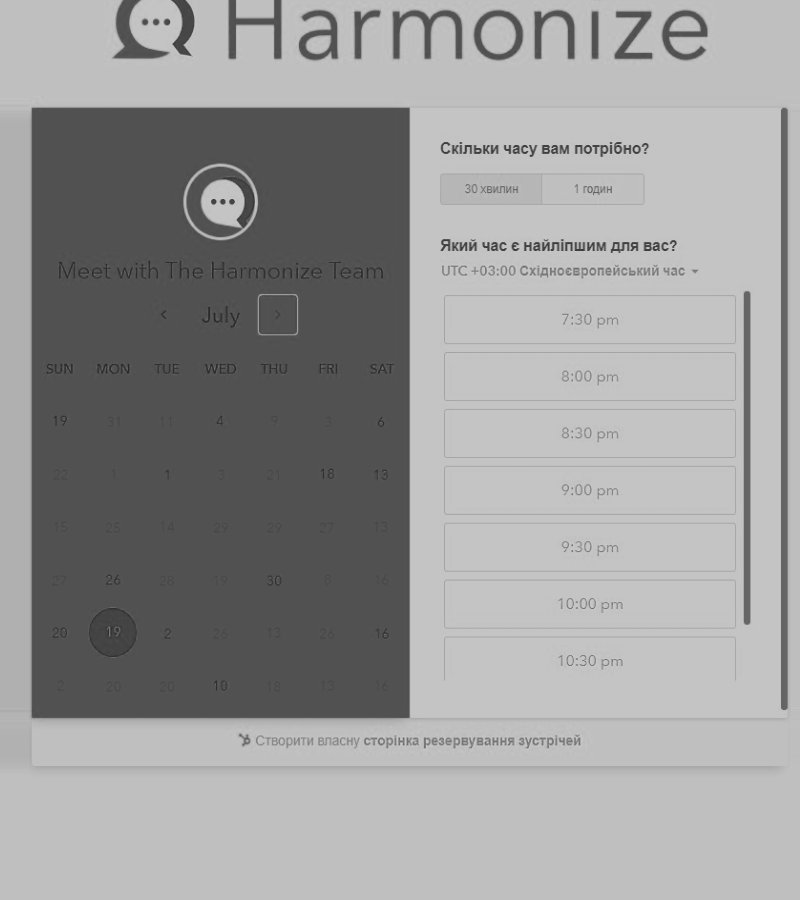 Harmonize
Meet with The Harmonize Team
July
SUN MON TUE WED THU FRI SAT
19 31 11 4 9 3 6
22 1 1 3 21 18 13
15 25 14 29 29 27 13
27 26 25 19 30 8 16
20 19 2 26 13 26 16
2 20 20 10 18 13 16
Скільки часу вам потрібно?
30 хвилин 1 годин
Який час є найліпшим для вас?
UTC +03:00 Східноєвропейський час
7:30 pm
8:00 pm
8:30 pm
9:00 pm
9:30 pm
10:00 pm
10:30 pm
Створити власну сторінка резервування зустрічей